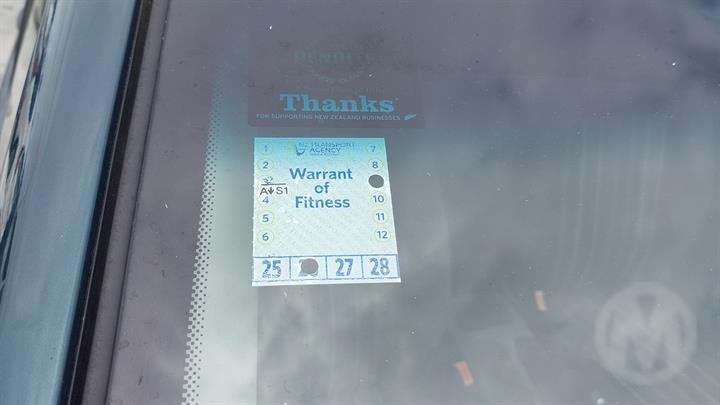 Thanks
FOR SUPPORTING NEW ZEALAND BUSINESSES
NZ TRANSPORT
AGENCY
1 7
2 8
3
A S1
4 10
5 11
6 12
Warrant
of
Fitness
25 27 28
M